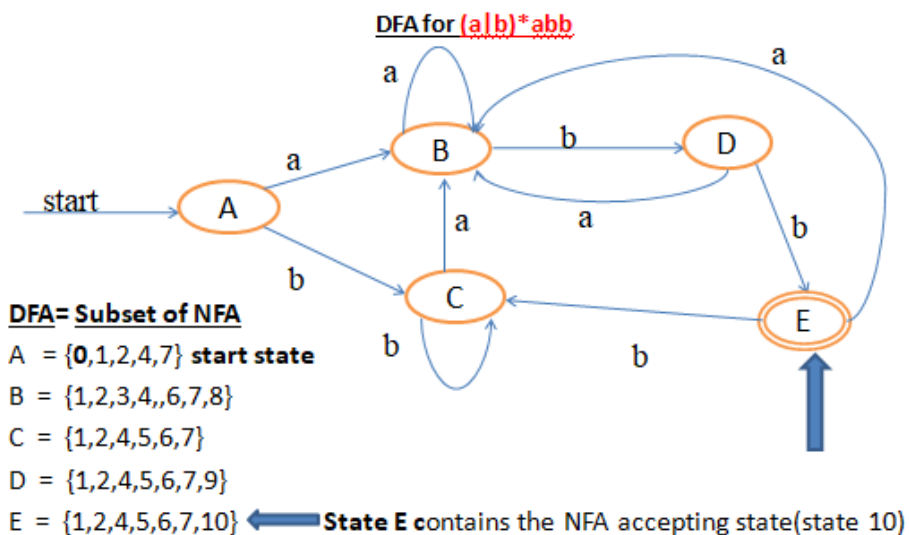 DFA for (a|b)*abb
a
a
B
b
D
a
start
A
a
a
b
b
C
E
b
b
DFA= Subset of NFA
A = {0,1,2,4,7} start state
B = {1,2,3,4,,6,7,8}
C = {1,2,4,5,6,7}
D = {1,2,4,5,6,7,9}
E = {1,2,4,5,6,7,10} State E contains the NFA accepting state(state 10)